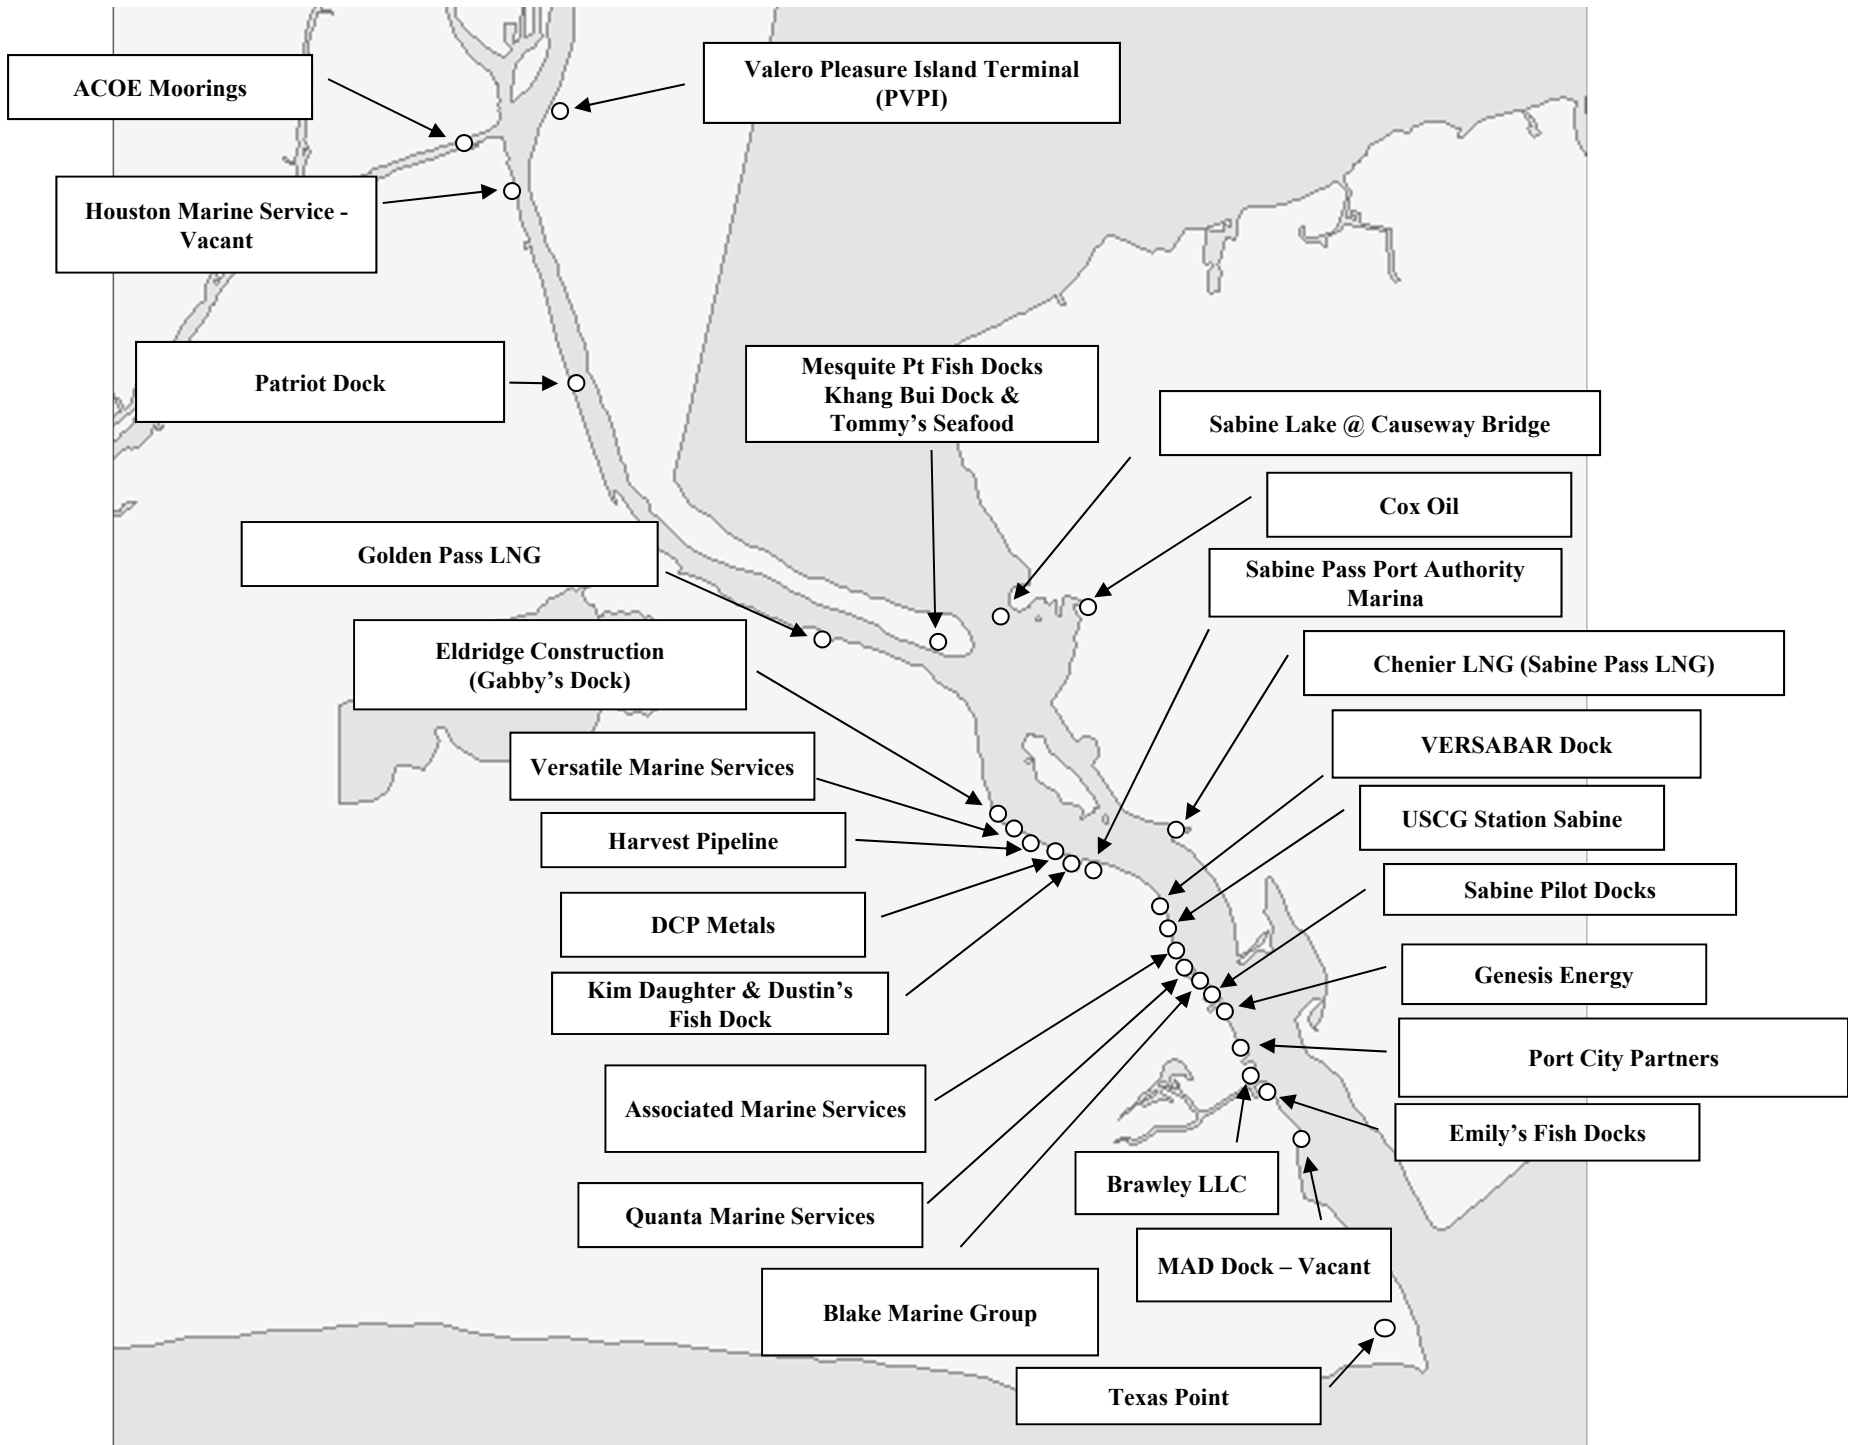 ACOE Moorings
Valero Pleasure Island Terminal
(PVPI)
Houston Marine Service -
Vacant
Patriot Dock
Mesquite Pt Fish Docks
Khang Bui Dock &
Tommy's Seafood
Sabine Lake @ Causeway Bridge
Cox Oil
Golden Pass LNG
Sabine Pass Port Authority
Marina
Eldridge Construction
(Gabby's Dock)
Chenier LNG (Sabine Pass LNG)
VERSABAR Dock
Versatile Marine Services
USCG Station Sabine
Harvest Pipeline
Sabine Pilot Docks
DCP Metals
Genesis Energy
Kim Daughter & Dustin's
Fish Dock
Port City Partners
Associated Marine Services
Emily's Fish Docks
Brawley LLC
Quanta Marine Services
MAD Dock – Vacant
Blake Marine Group
Texas Point